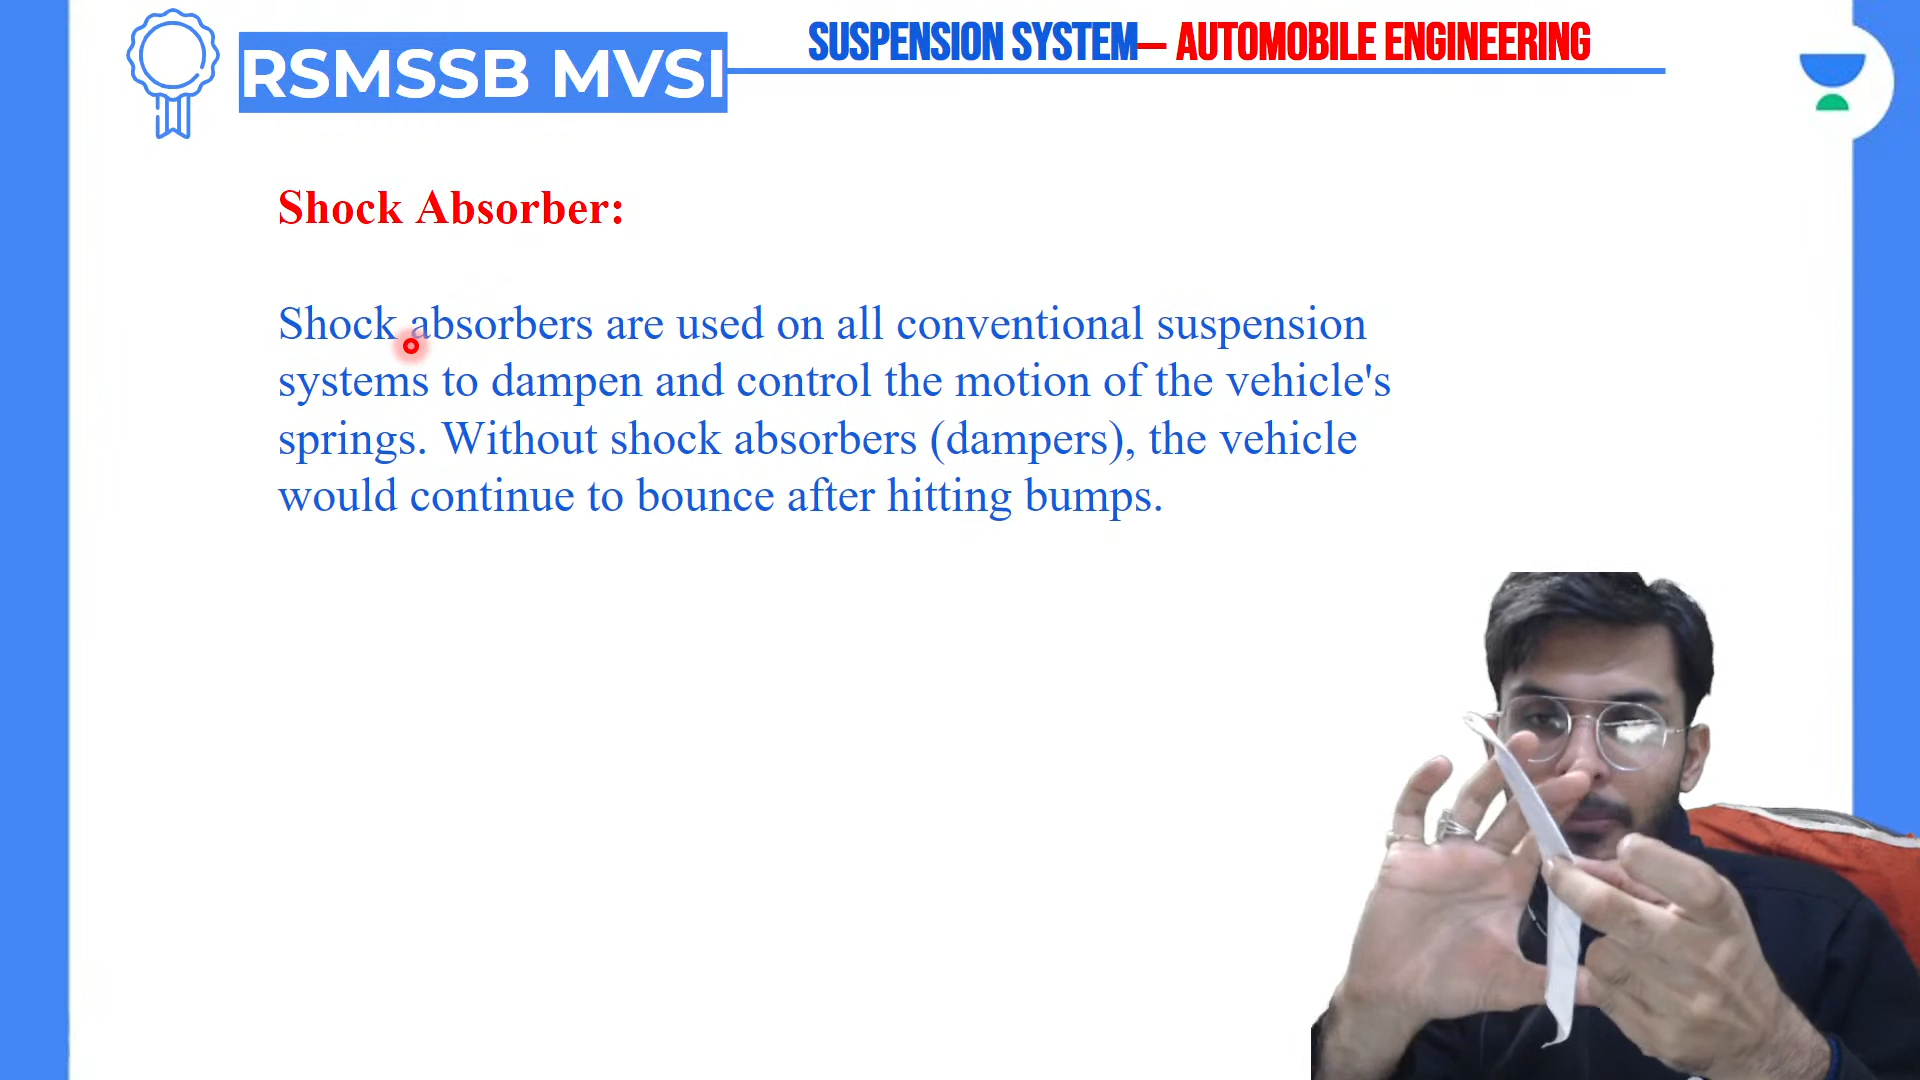 RSMSSB MVSI
SUSPENSION SYSTEM— AUTOMOBILE ENGINEERING
Shock Absorber:
Shock absorbers are used on all conventional suspension
systems to dampen and control the motion of the vehicle's
springs. Without shock absorbers (dampers), the vehicle
would continue to bounce after hitting bumps.